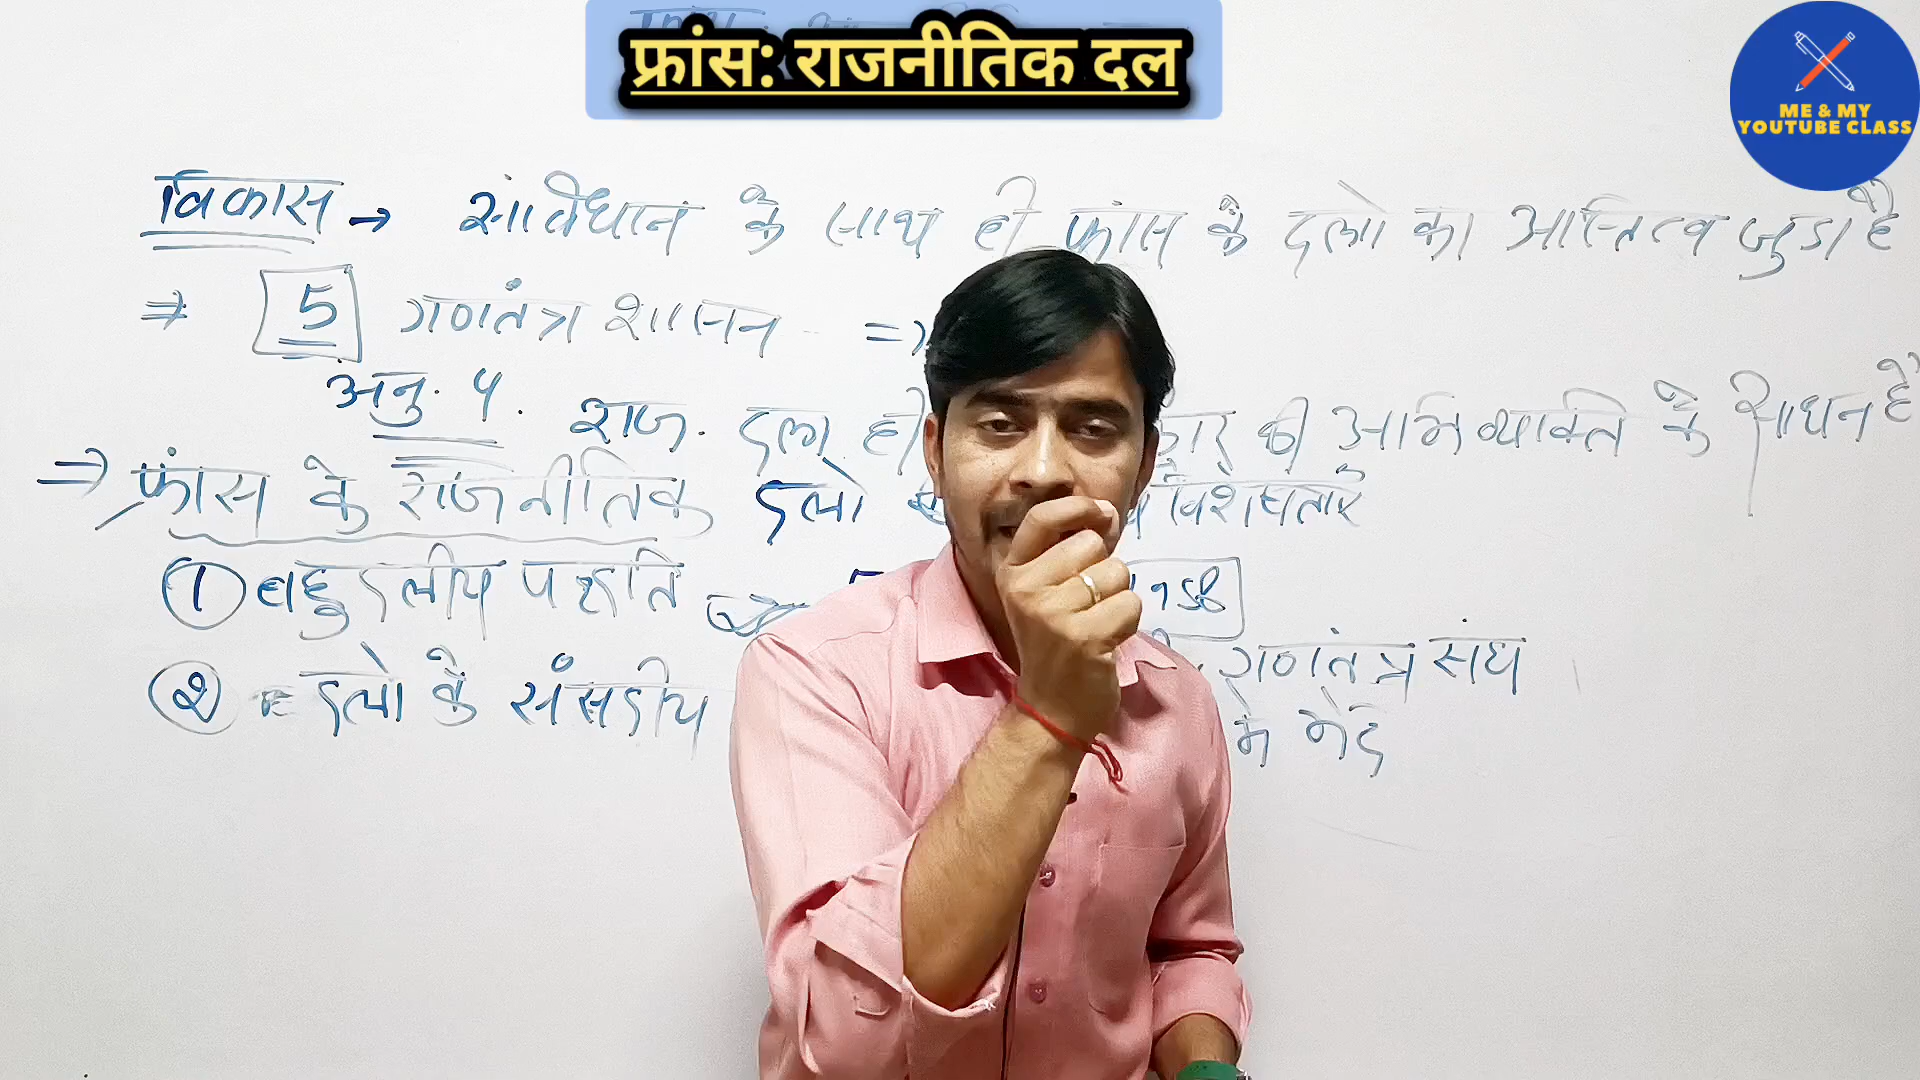 फ्रांस: राजनीतिक दल
ME & MY
YOUTUBE CLASS
विकास → संविधान के साथ ही फ्रांस के दलो का अस्तित्व जुडा है
⇒ 5 गणतंत्र शासन ⇒
अनु. 4. राज. दल ही की अभिव्यक्ति के साधन है
⇒ फ्रांस के राजनीतिक दलो विशेषताएं
① बहुदलीय पद्धति 1958
② दलो के संसदीय गणतंत्र संघ
मे भेद